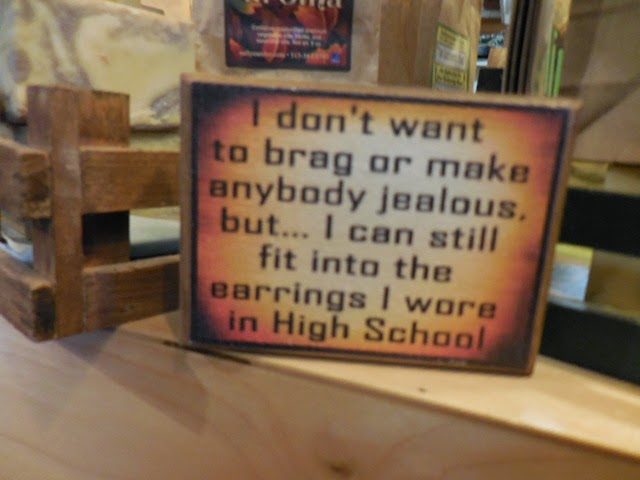 I don't want
to brag or make
anybody jealous,
but... I can still
fit into the
earrings I wore
in High School